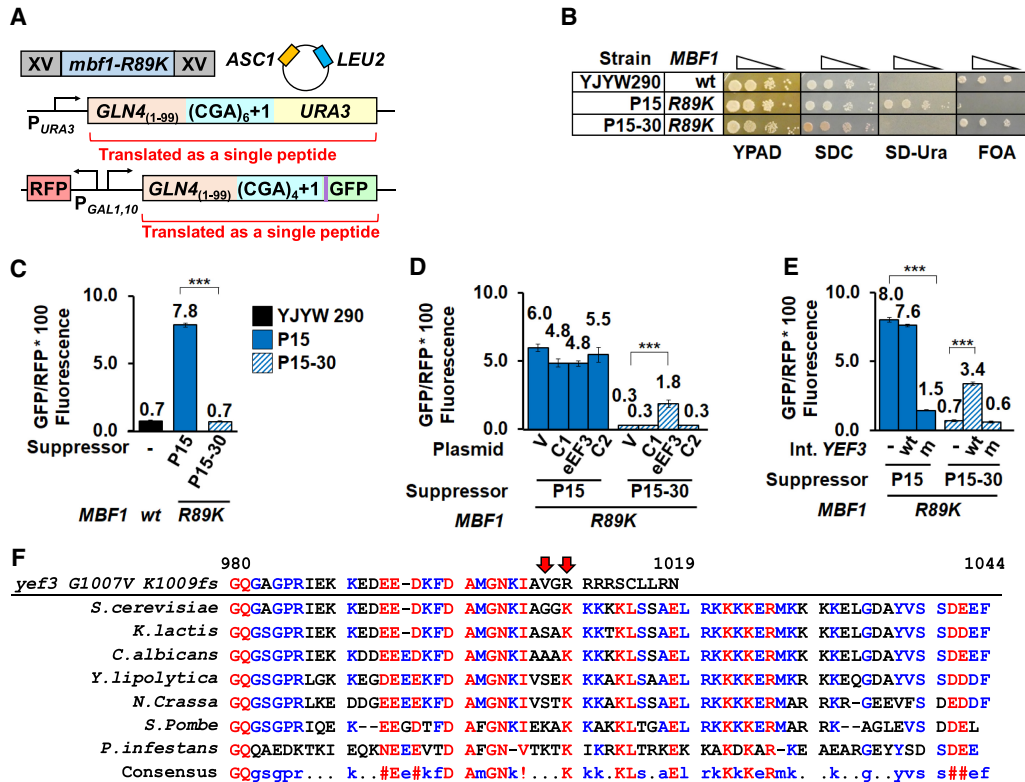 A
XV mbf1-R89K XV
ASC1 LEU2
PURA3
GLN4(1-99) (CGA)6+1 URA3
Translated as a single peptide
RFP
PGAL1,10
GLN4(1-99) (CGA)4+1 GFP
Translated as a single peptide
B
Strain MBF1
YJYW290 wt
P15 R89K
P15-30 R89K
YPAD SDC SD-Ura FOA
C
GFP/RFP* 100
Fluorescence
10.0
5.0
0.0
0.7
7.8
***
0.7
YJYW 290
P15
P15-30
Suppressor - P15 P15-30
MBF1 wt R89K
D
GFP/RFP* 100
Fluorescence
10.0
5.0
0.0
6.0 4.8 4.8 5.5
***
0.3 0.3 1.8 0.3
Plasmid V C1 eEF3 C2 V C1 eEF3 C2
Suppressor P15 P15-30
MBF1 R89K
E
GFP/RFP* 100
Fluorescence
10.0
5.0
0.0
***
8.0 7.6 1.5
***
0.7 3.4 0.6
Int. YEF3 - wt m - wt m
Suppressor P15 P15-30
MBF1 R89K
F
980 1019 1044
yef3 G1007V K1009fs GQGAGPRIEK KEDEE-DKFD AMGNKIAVGR RRRRSCLLRN
S.cerevisiae GQGSGPRIEK KEDEE-DKFD AMGNKIAGGK KKKKLSSAEL RKKKKERMKK KKELGDAYVS SDEEF
K.lactis GQGSGPRIEK KEDEE-DKFD AMGNKIASAK KKTKLSSAEL RKKKKERMKK KKELGDAYVS SDDEF
C.albicans GQGSGPRIEK KDDEEEDKFD AMGNKIAAAK KKKKLSSAEL RKKKKERMKK KKELGDAYVS SDEEF
Y.lipolytica GQGSGPRLGK KEGDEEEKFD AMGNKIVSEK KKAKLSSAEL RKKKKERMKR KKEQGDAYVS SDDDF
N.Crassa GQGSGPRLKE EDDGEEEKFD AMGNKIVSTK KKAKLSSAEL RKKKKERMAR RKR-GEEVFS DEDDF
S.Pombe GQGSGPRIQE K--EEGDTFD AFGNKIEKAK KAKKLTGAEL RKKKKERMAR RK--AGLEVS DDEL
P.infestans GQQAEDKTKI EQKNEEEVTD AFGN-VTKTK IKRKLTRKEK KAKDKAR-KE AEARGEYYSD SDEE
Consensus GQgsgpr... k..#Ee#kfD AmGNk!...K kkk.KLs.aEl rKkkKeRm.k .k..g..yvs s##ef